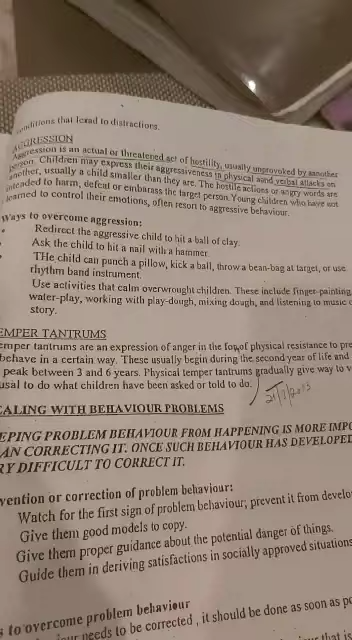 conditions that lead to distractions.
AGGRESSION
Aggression is an actual or threatened act of hostility, usually unprovoked by another
person. Children may express their aggressiveness in physical and verbal attacks on
another, usually a child smaller than they are. The hostile actions or angry words are
intended to harm, defeat or embarass the target person. Young children who have not
learned to control their emotions, often resort to aggressive behaviour.
Ways to overcome aggression:
Redirect the aggressive child to hit a ball of clay.
Ask the child to hit a nail with a hammer.
THe child can punch a pillow, kick a ball, throw a bean-bag at target, or use
rhythm band instrument.
Use activities that calm overwrought children. These include finger-painting,
water-play, working with play-dough, mixing dough, and listening to music
story.
EMPER TANTRUMS
emper tantrums are an expression of anger in the of physical resistance to
behave in a certain way. These usually begin during the second year of life and
peak between 3 and 6 years. Physical temper tantrums gradually give way to
usal to do what children have been asked or told to do.
EALING WITH BEHAVIOUR PROBLEMS
EPING PROBLEM BEHAVIOUR FROM HAPPENING IS MORE IMPO
AN CORRECTING IT. ONCE SUCH BEHAVIOUR HAS DEVELOPED
RY DIFFICULT TO CORRECT IT.
vention or correction of problem behaviour:
Watch for the first sign of problem behaviour; prevent it from develo
Give them good models to copy.
Give them proper guidance about the potential danger of things.
Guide them in deriving satisfactions in socially approved situations
s to overcome problem behaviour
needs to be corrected , it should be done as soon as po